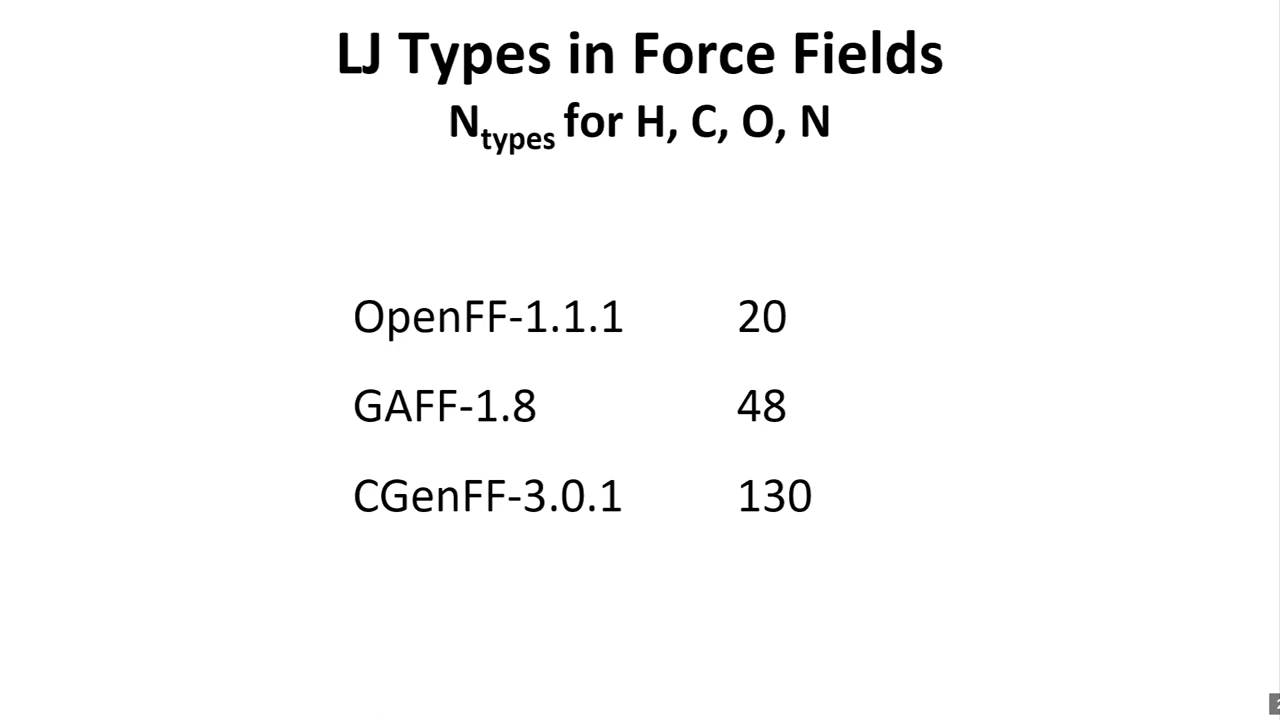 LJ Types in Force Fields
Ntypes for H, C, O, N
OpenFF-1.1.1 20
GAFF-1.8 48
CGenFF-3.0.1 130